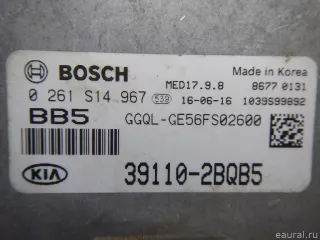 BOSCH
MED17.9.8
Made in Korea
0 261 S14 967
539
16-06-16
8677 0131
1039S99892
BB5
GGQL-GE56FS02600
KIA
39110-2BQB5
eaural.ru